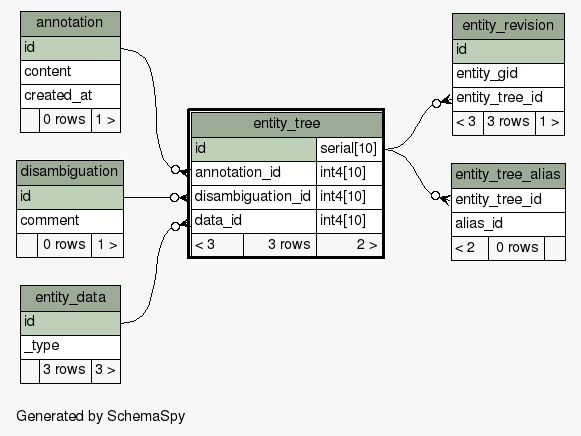 annotation
id
content
created_at
0 rows 1 >
disambiguation
id
comment
0 rows 1 >
entity_data
id
_type
3 rows 3 >
entity_tree
id serial[10]
annotation_id int4[10]
disambiguation_id int4[10]
data_id int4[10]
< 3 3 rows 2 >
entity_revision
id
entity_gid
entity_tree_id
< 3 3 rows 1 >
entity_tree_alias
entity_tree_id
alias_id
< 2 0 rows
Generated by SchemaSpy